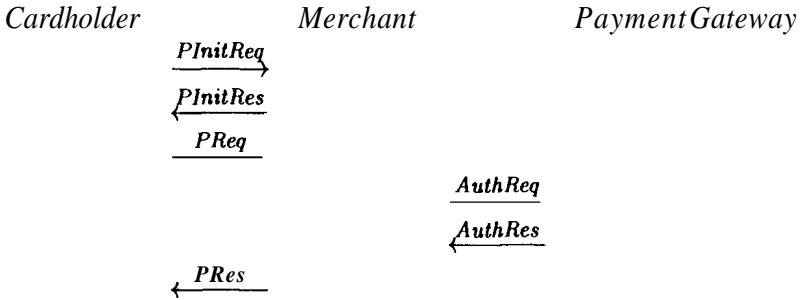 Cardholder Merchant PaymentGateway
PInitReq
PInitRes
PReq
AuthReq
AuthRes
PRes